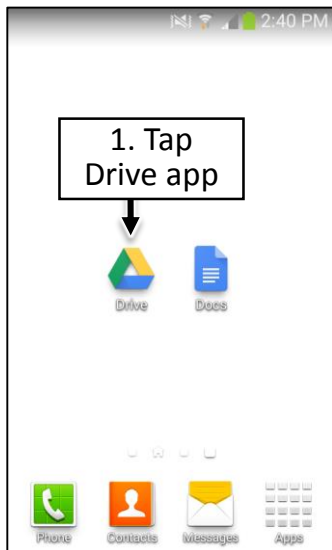 2:40 PM
1. Tap
Drive app
Drive Docs
Phone Contacts Messages Apps